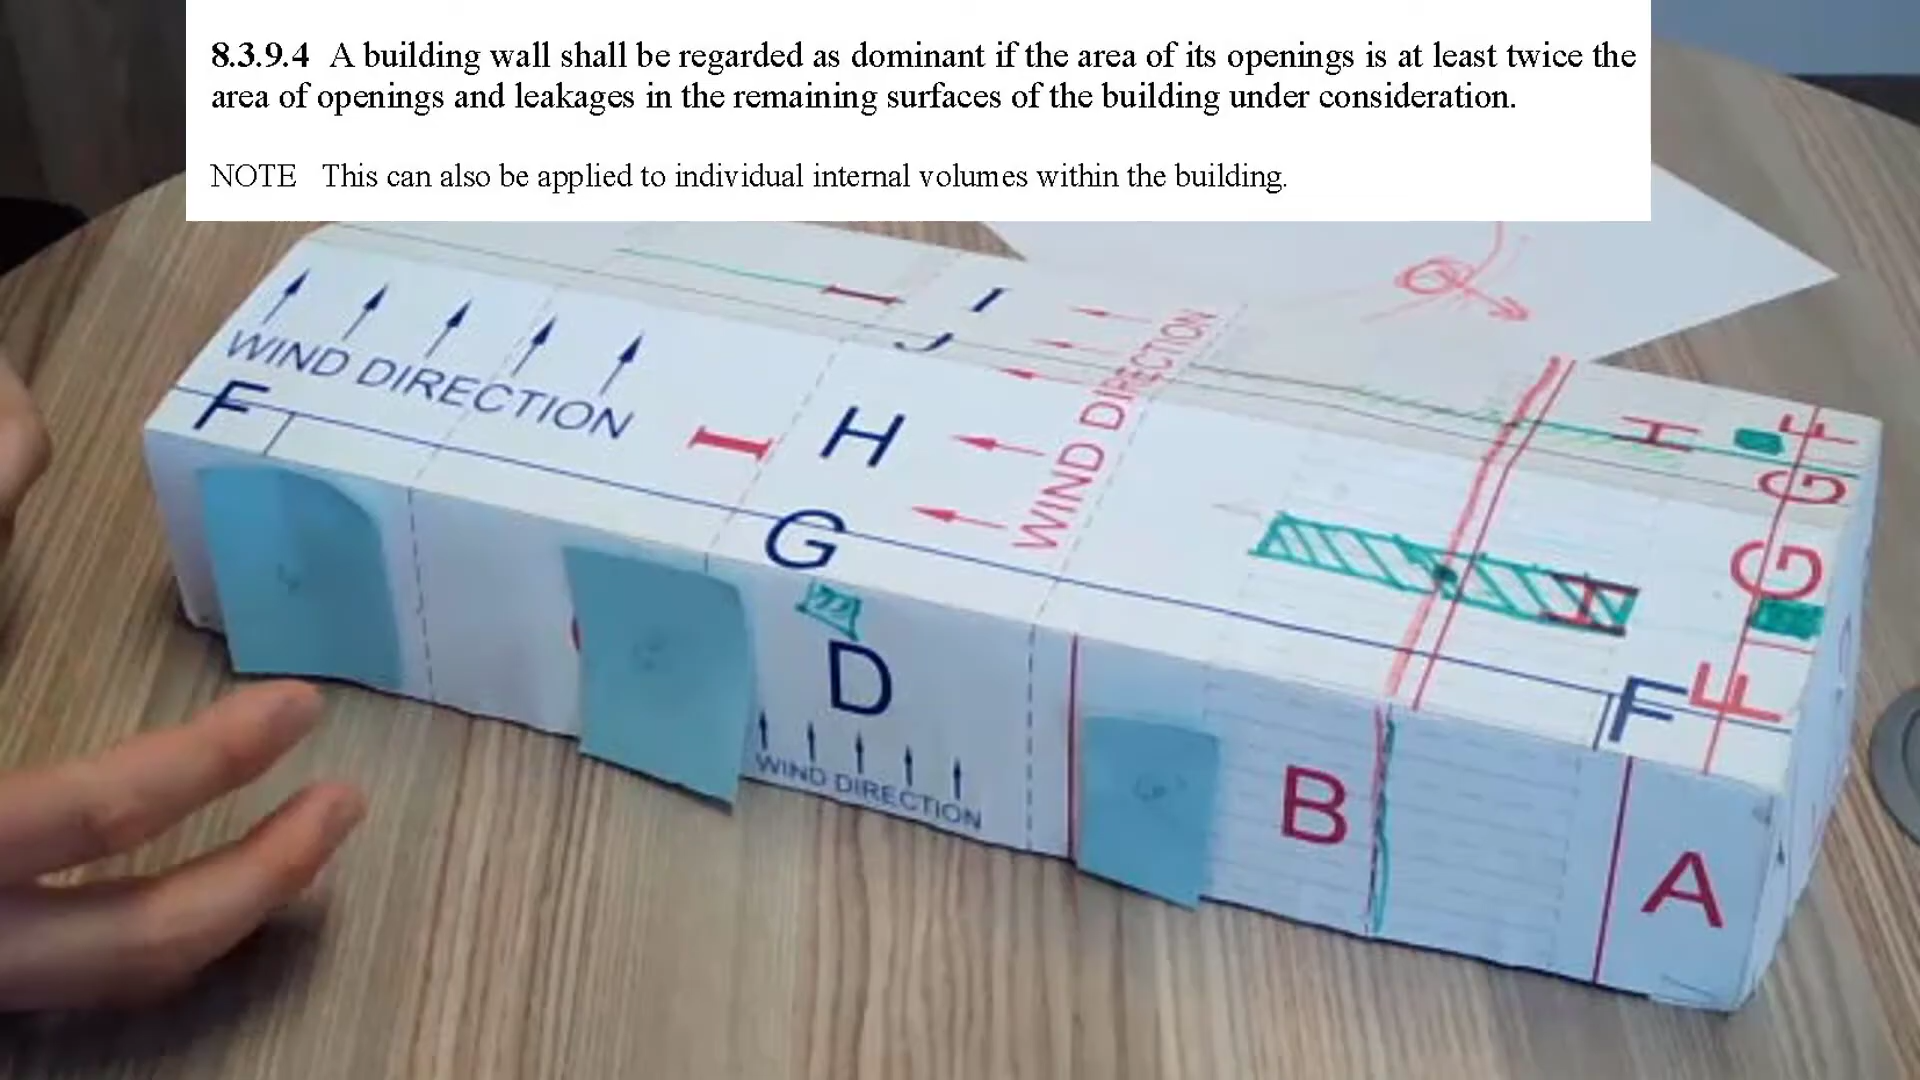 8.3.9.4 A building wall shall be regarded as dominant if the area of its openings is at least twice the
area of openings and leakages in the remaining surfaces of the building under consideration.
NOTE This can also be applied to individual internal volumes within the building.
I
I
J
WIND DIRECTION
WIND DIRECTION
F
I
H
G
H
F
G
G
H
F
F
D
WIND DIRECTION
B
A